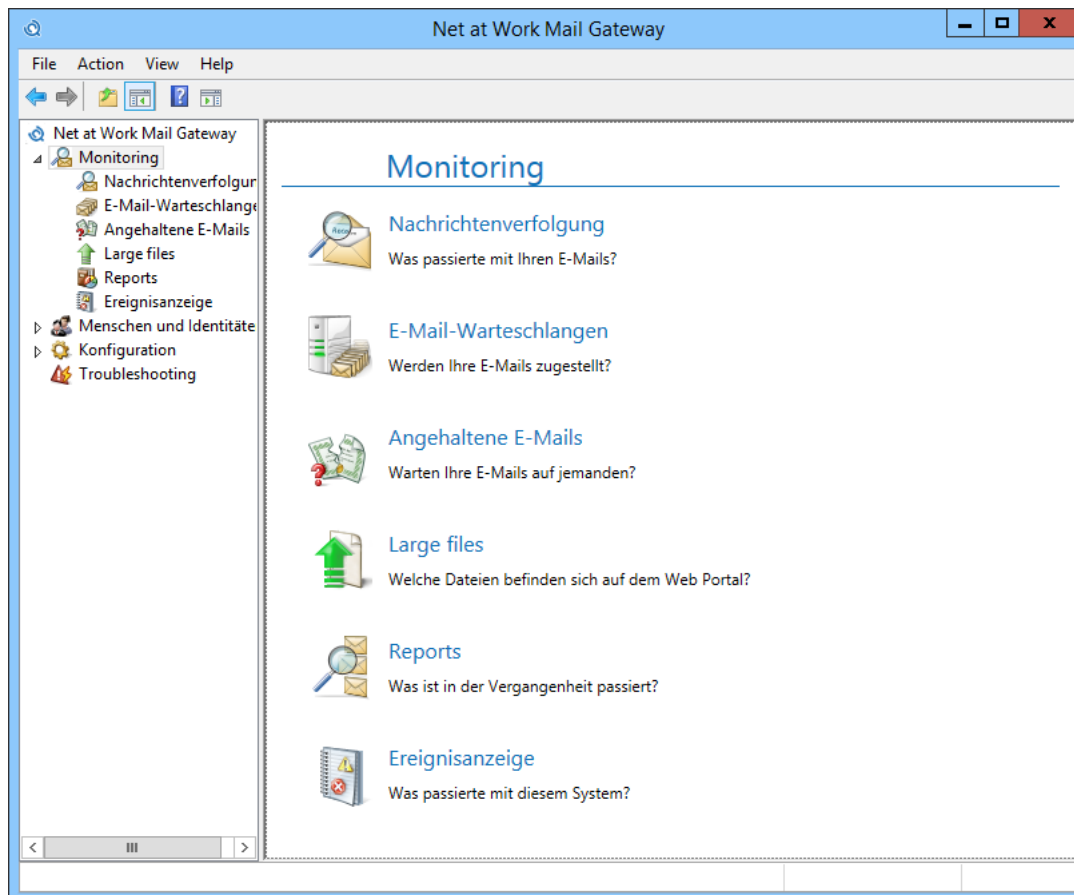 Net at Work Mail Gateway
File Action View Help
Net at Work Mail Gateway
Monitoring
Nachrichtenverfolgun
E-Mail-Warteschlange
Angehaltene E-Mails
Large files
Reports
Ereignisanzeige
Menschen und Identitäte
Konfiguration
Troubleshooting
Monitoring
Nachrichtenverfolgung
Was passierte mit Ihren E-Mails?
E-Mail-Warteschlangen
Werden Ihre E-Mails zugestellt?
Angehaltene E-Mails
Warten Ihre E-Mails auf jemanden?
Large files
Welche Dateien befinden sich auf dem Web Portal?
Reports
Was ist in der Vergangenheit passiert?
Ereignisanzeige
Was passierte mit diesem System?